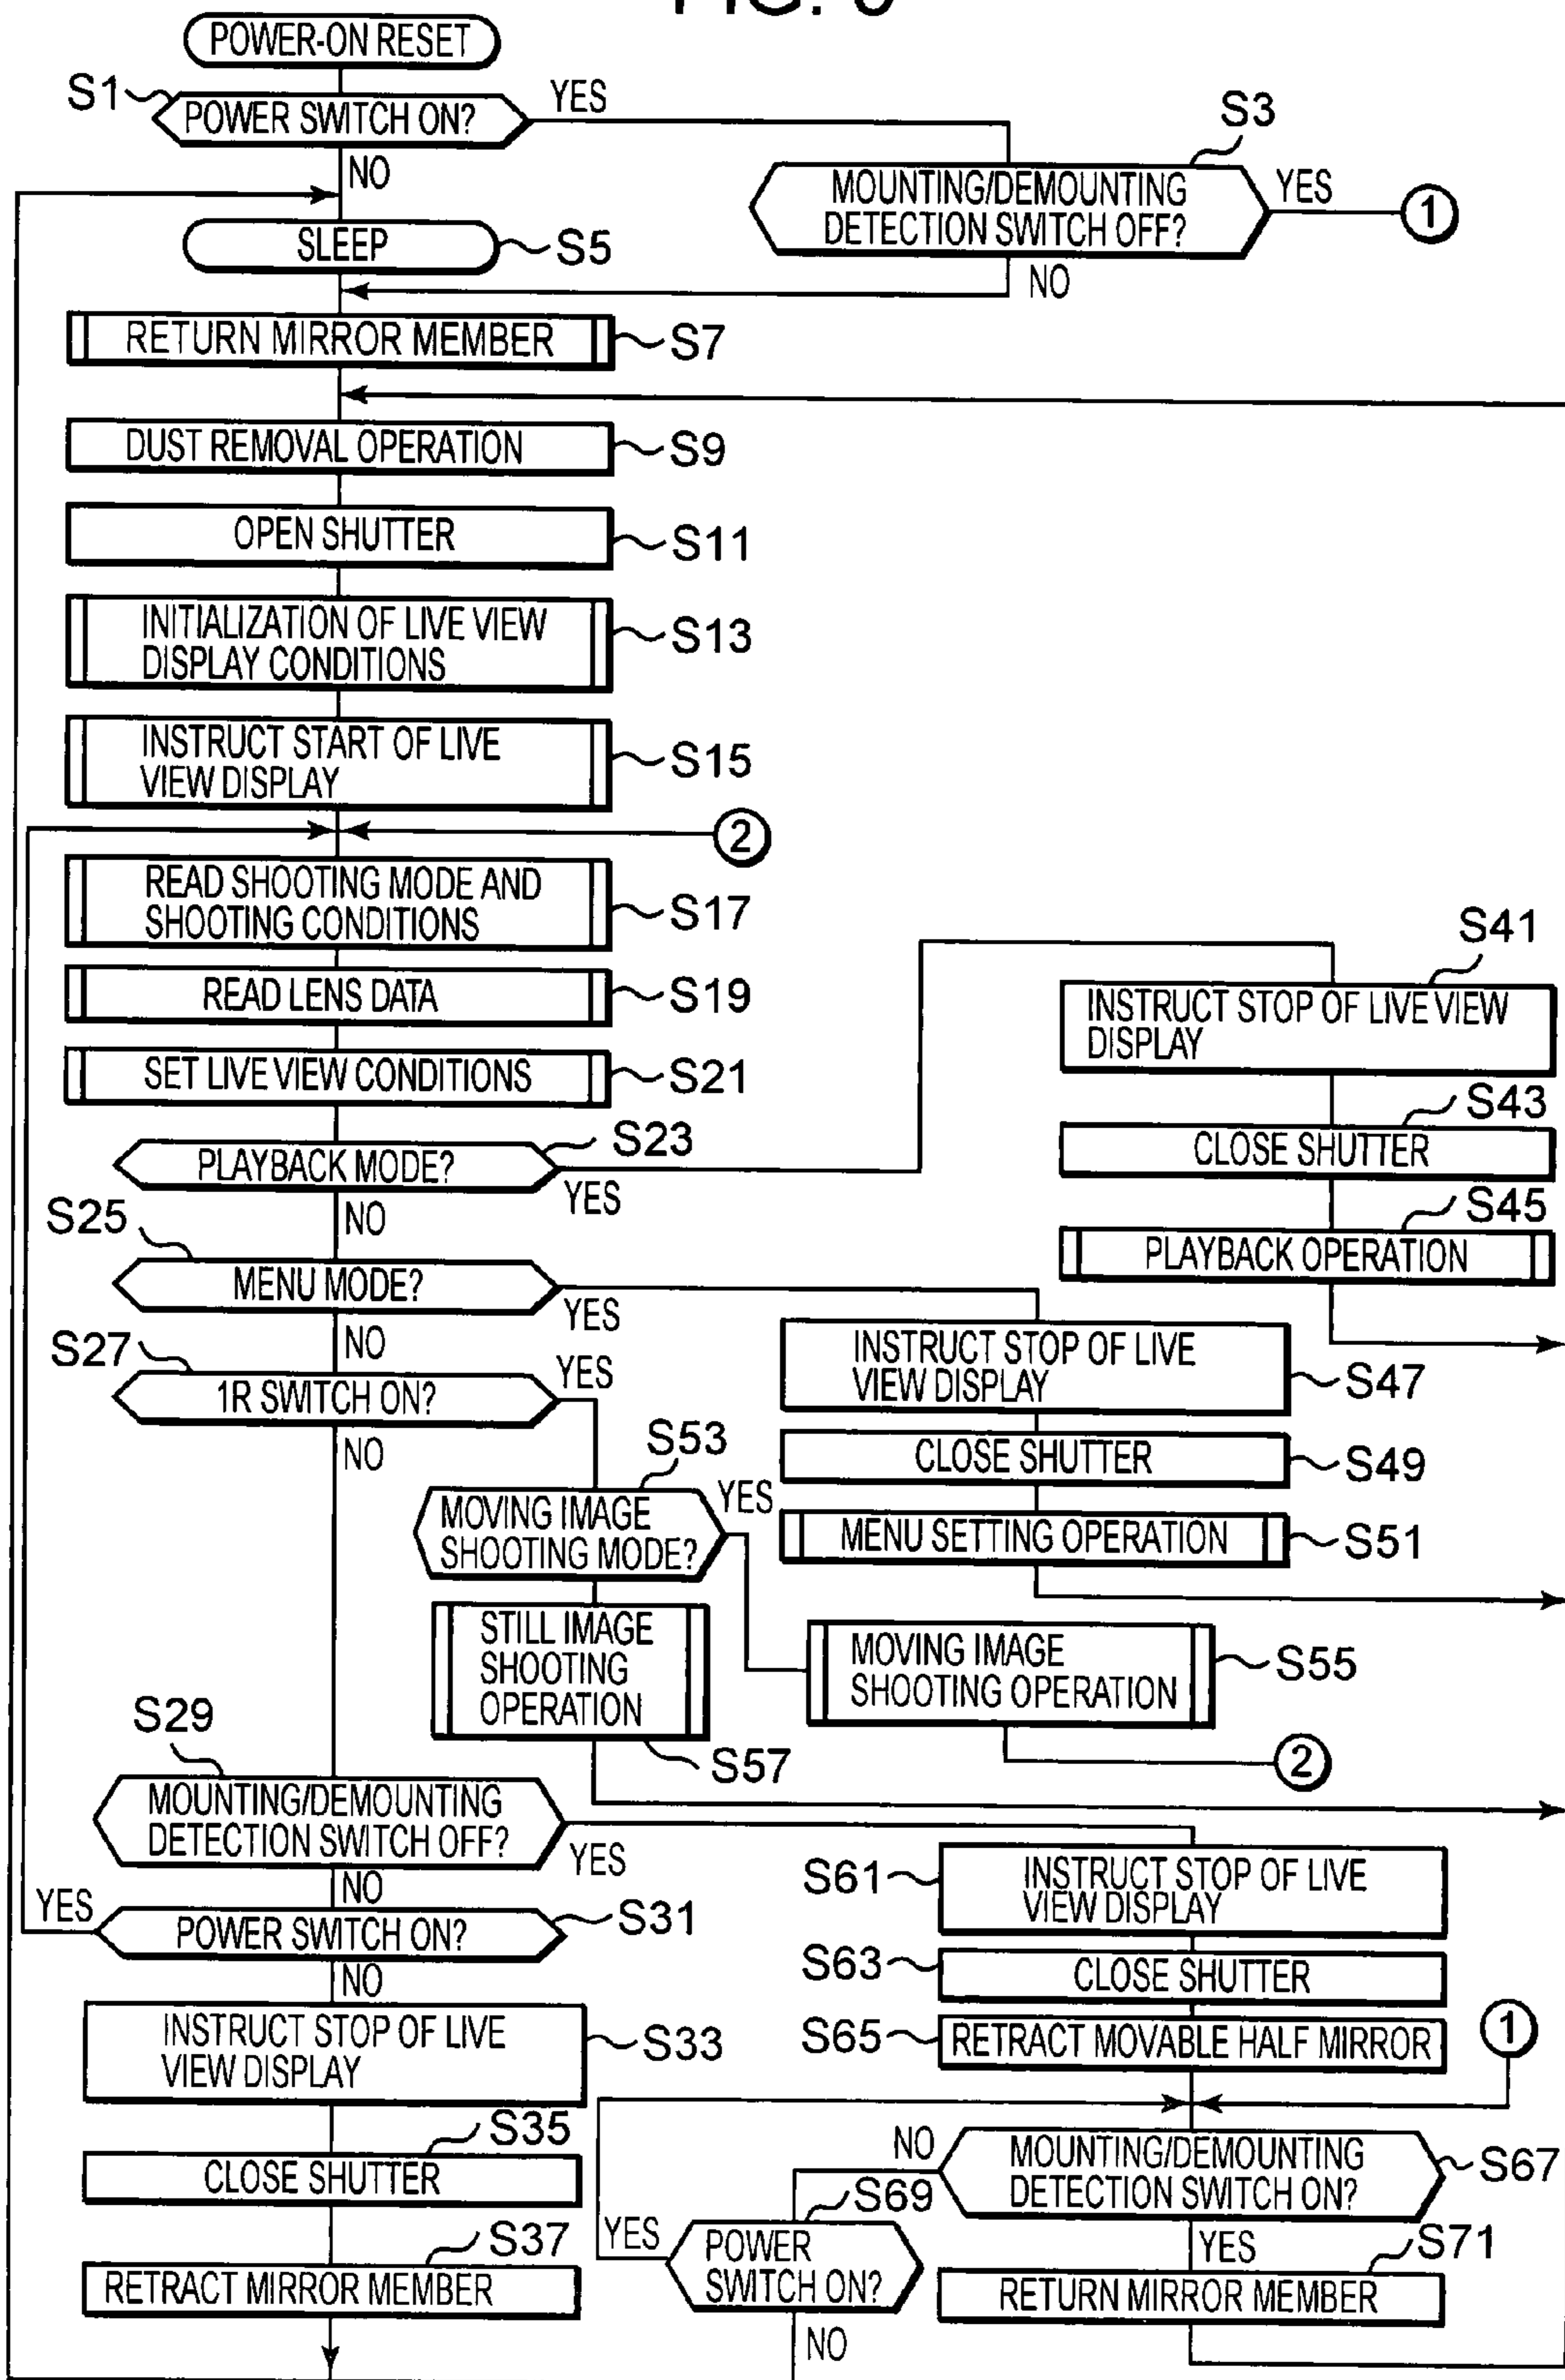 POWER-ON RESET
S1
POWER SWITCH ON?
YES
NO
S3
MOUNTING/DEMOUNTING
DETECTION SWITCH OFF?
YES
1
NO
SLEEP
S5
RETURN MIRROR MEMBER
S7
DUST REMOVAL OPERATION
S9
OPEN SHUTTER
S11
INITIALIZATION OF LIVE VIEW
DISPLAY CONDITIONS
S13
INSTRUCT START OF LIVE
VIEW DISPLAY
S15
2
READ SHOOTING MODE AND
SHOOTING CONDITIONS
S17
READ LENS DATA
S19
SET LIVE VIEW CONDITIONS
S21
PLAYBACK MODE?
S23
YES
NO
S41
INSTRUCT STOP OF LIVE VIEW
DISPLAY
S43
CLOSE SHUTTER
S45
PLAYBACK OPERATION
S25
MENU MODE?
YES
NO
INSTRUCT STOP OF LIVE
VIEW DISPLAY
S47
CLOSE SHUTTER
S49
MENU SETTING OPERATION
S51
S27
1R SWITCH ON?
YES
NO
S53
MOVING IMAGE
SHOOTING MODE?
YES
STILL IMAGE
SHOOTING
OPERATION
S57
MOVING IMAGE
SHOOTING OPERATION
S55
2
S29
MOUNTING/DEMOUNTING
DETECTION SWITCH OFF?
YES
NO
YES
POWER SWITCH ON?
S31
NO
INSTRUCT STOP OF LIVE
VIEW DISPLAY
S33
S35
CLOSE SHUTTER
S37
RETRACT MIRROR MEMBER
S61
INSTRUCT STOP OF LIVE
VIEW DISPLAY
S63
CLOSE SHUTTER
S65
RETRACT MOVABLE HALF MIRROR
1
NO
MOUNTING/DEMOUNTING
DETECTION SWITCH ON?
S67
S69
YES
POWER
SWITCH ON?
NO
YES
S71
RETURN MIRROR MEMBER